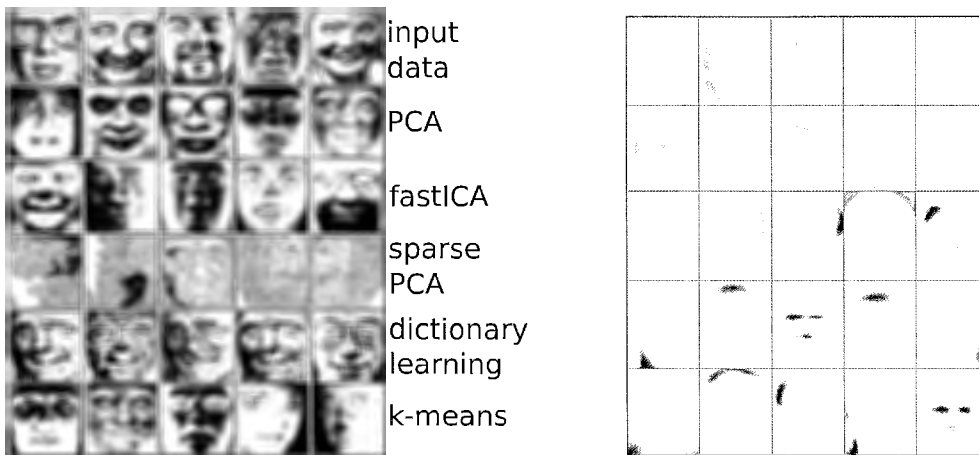 input
data
PCA
fastICA
sparse
PCA
dictionary
learning
k-means